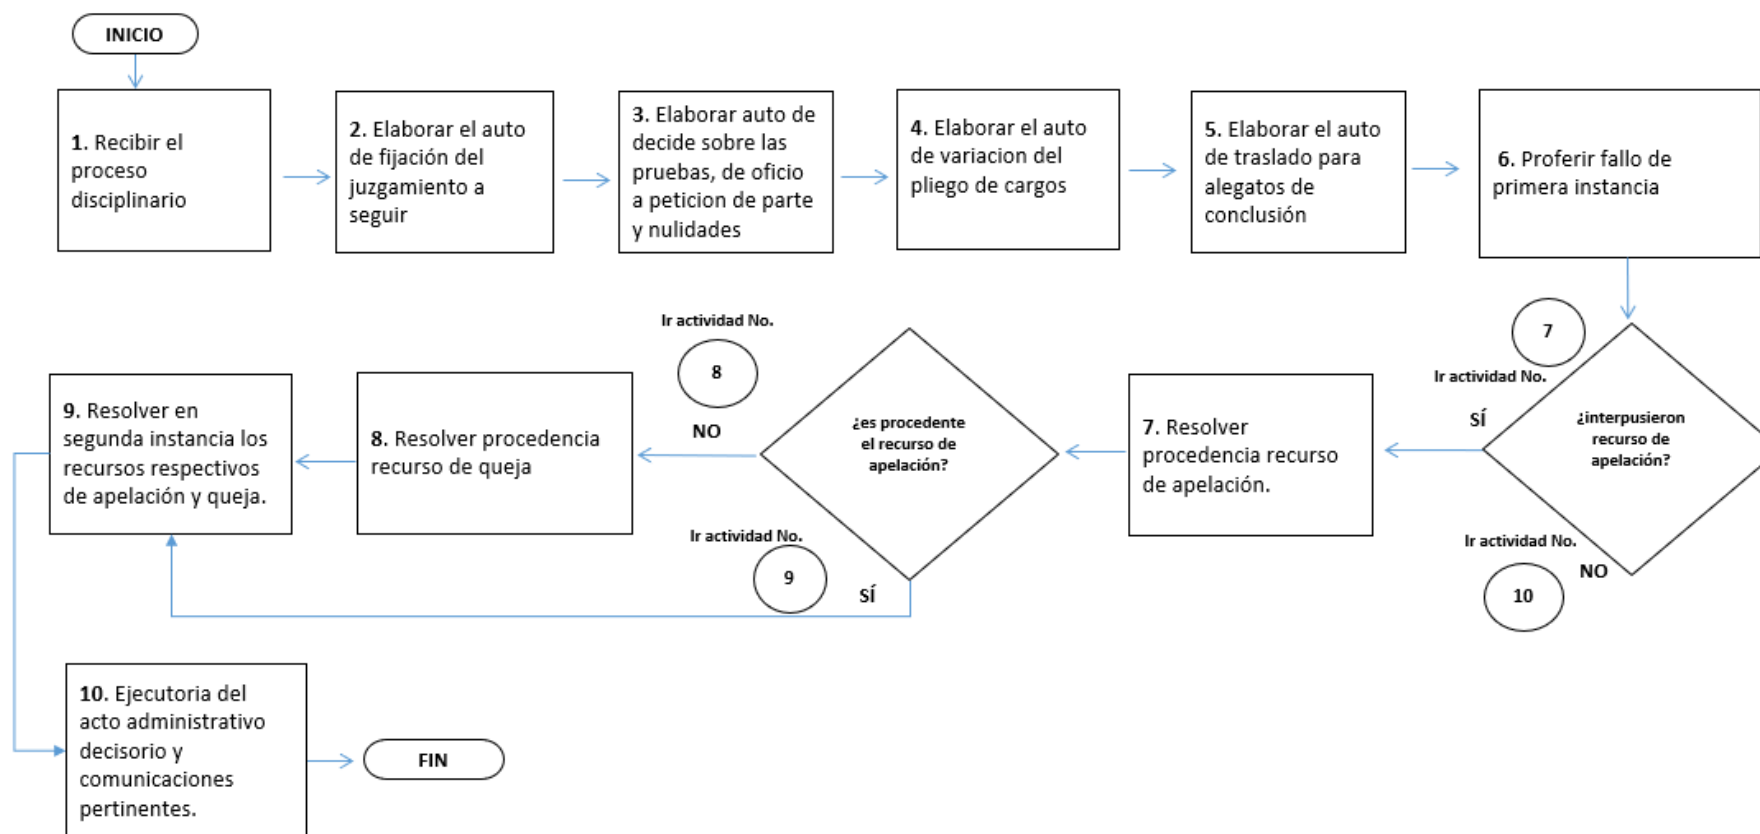 INICIO
1. Recibir el
proceso
disciplinario
2. Elaborar el auto
de fijación del
juzgamiento a
seguir
3. Elaborar auto de
decide sobre las
pruebas, de oficio
a peticion de parte
y nulidades
4. Elaborar el auto
de variacion del
pliego de cargos
5. Elaborar el auto
de traslado para
alegatos de
conclusión
6. Proferir fallo de
primera instancia
7
Ir actividad No.
SÍ
¿interpusieron
recurso de
apelación?
Ir actividad No.
10
NO
7. Resolver
procedencia recurso
de apelación.
¿es procedente
el recurso de
apelación?
Ir actividad No.
8
NO
Ir actividad No.
9
SÍ
8. Resolver procedencia
recurso de queja
9. Resolver en
segunda instancia los
recursos respectivos
de apelación y queja.
10. Ejecutoria del
acto administrativo
decisorio y
comunicaciones
pertinentes.
FIN